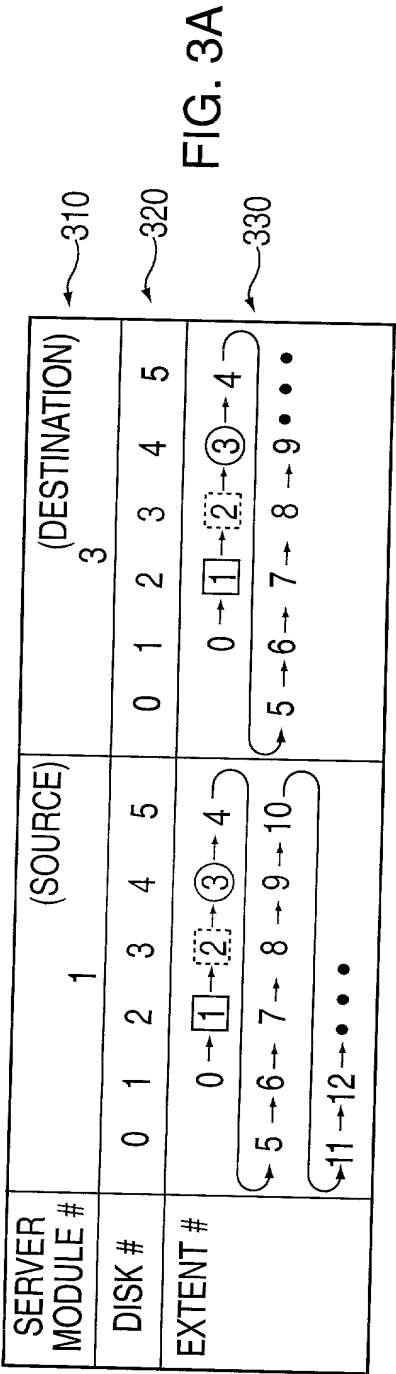 SERVER MODULE # (SOURCE) 1 (DESTINATION) 3 310
DISK # 0 1 2 3 4 5 0 1 2 3 4 5 320
EXTENT # 0 → 1 → 2 → 3 → 4 0 → 1 → 2 → 3 → 4 330
5 → 6 → 7 → 8 → 9 → 10 5 → 6 → 7 → 8 → 9 •••
11 → 12 → •••
FIG. 3A